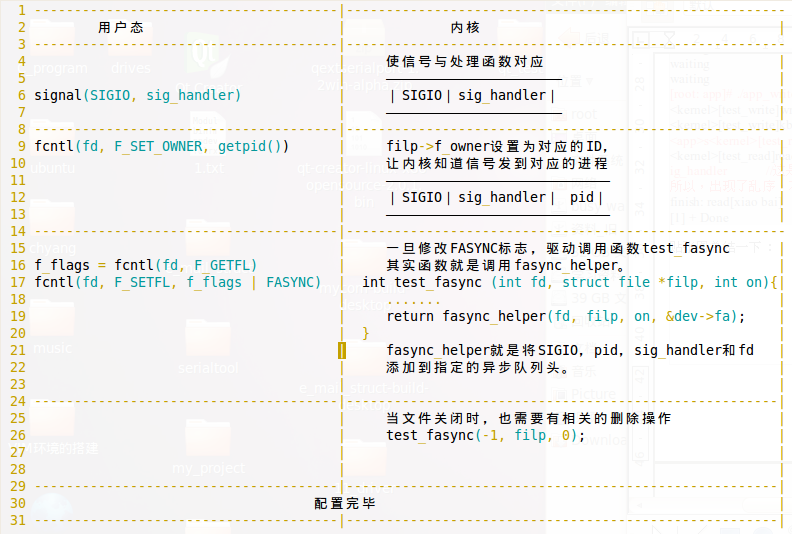 1 -------------------------------------|------------------------------------------------------
2 用户态 | 内核 |
3 -------------------------------------|------------------------------------------------------
4 | 使信号与处理函数对应
5 | ______________________
6 signal(SIGIO, sig_handler) | | SIGIO | sig_handler |
7 | ______________________
8 -------------------------------------|------------------------------------------------------
9 fcntl(fd, F_SET_OWNER, getpid()) | filp->f_owner设置为对应的ID,
10 | 让内核知道信号发到对应的进程
11 | ____________________________
12 | | SIGIO | sig_handler | pid |
13 | ____________________________
14 -------------------------------------|------------------------------------------------------
15 | 一旦修改FASYNC标志，驱动调用函数test_fasync
16 f_flags = fcntl(fd, F_GETFL) | 其实函数就是调用fasync_helper。
17 fcntl(fd, F_SETFL, f_flags | FASYNC) | int test_fasync (int fd, struct file *filp, int on){
18 | .......
19 | return fasync_helper(fd, filp, on, &dev->fa);
20 | }
21 | fasync_helper就是将SIGIO，pid，sig_handler和fd
22 | 添加到指定的异步队列头。
23 |
24 -------------------------------------|------------------------------------------------------
25 | 当文件关闭时，也需要有相关的删除操作
26 | test_fasync(-1, filp, 0);
27 |
28 |
29 -------------------------------------|------------------------------------------------------
30 配置完毕 |
31 -------------------------------------|------------------------------------------------------